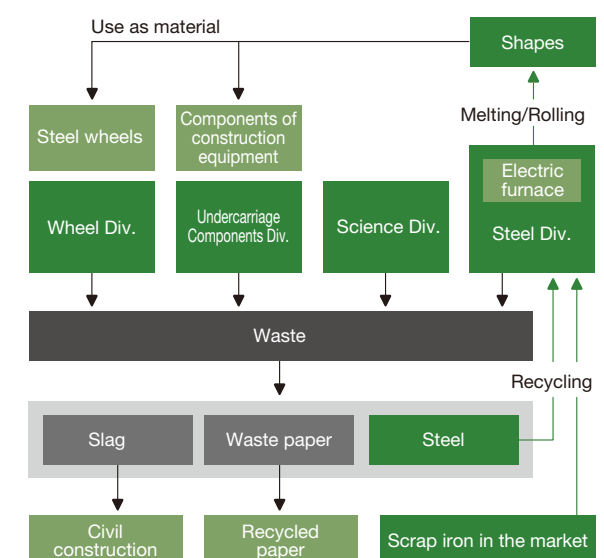 Use as material
Shapes
Melting/Rolling
Steel wheels
Components of
construction
equipment
Electric
furnace
Wheel Div.
Undercarriage
Components Div.
Science Div.
Steel Div.
Waste
Recycling
Slag
Waste paper
Steel
Civil
construction
Recycled
paper
Scrap iron in the market